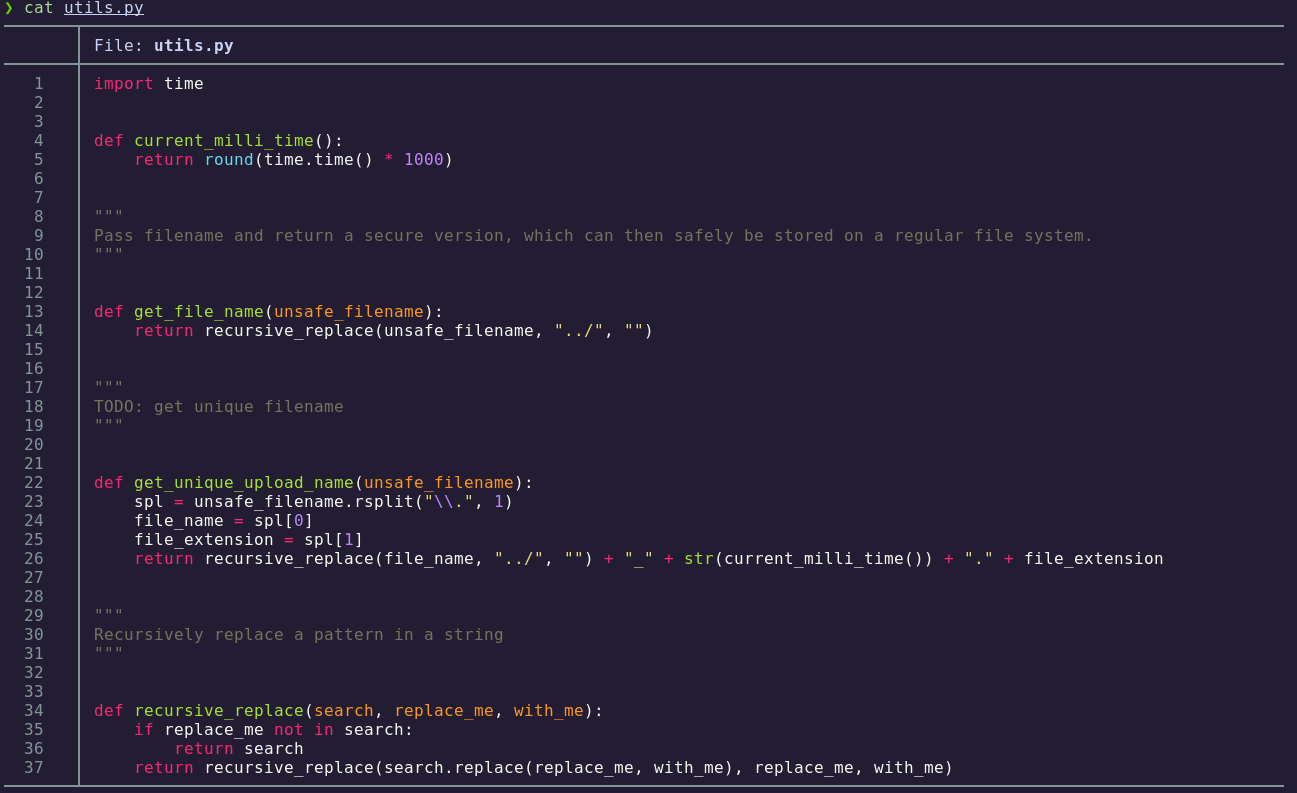 ❯ cat utils.py
File: utils.py
1 import time
2
3
4 def current_milli_time():
5     return round(time.time() * 1000)
6
7
8 """
9 Pass filename and return a secure version, which can then safely be stored on a regular file system.
10 """
11
12
13 def get_file_name(unsafe_filename):
14     return recursive_replace(unsafe_filename, "../", "")
15
16
17 """
18 TODO: get unique filename
19 """
20
21
22 def get_unique_upload_name(unsafe_filename):
23     spl = unsafe_filename.rsplit("\\.", 1)
24     file_name = spl[0]
25     file_extension = spl[1]
26     return recursive_replace(file_name, "../", "") + "_" + str(current_milli_time()) + "." + file_extension
27
28
29 """
30 Recursively replace a pattern in a string
31 """
32
33
34 def recursive_replace(search, replace_me, with_me):
35     if replace_me not in search:
36         return search
37     return recursive_replace(search.replace(replace_me, with_me), replace_me, with_me)